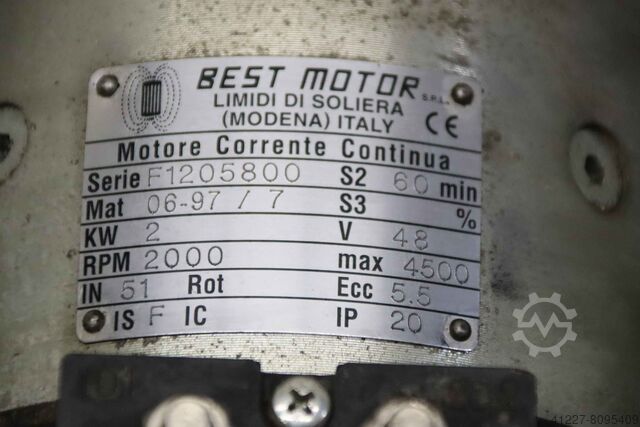 BEST MOTOR S.R.L.
LIMIDI DI SOLIERA
(MODENA) ITALY CE
Motore Corrente Continua
Serie F1205800 S2 60 min
Mat 06-97 / 7 S3 %
KW 2 V 48
RPM 2000 max 4500
IN 51 Rot Ecc 5.5
IS F IC IP 20
41227-8095409